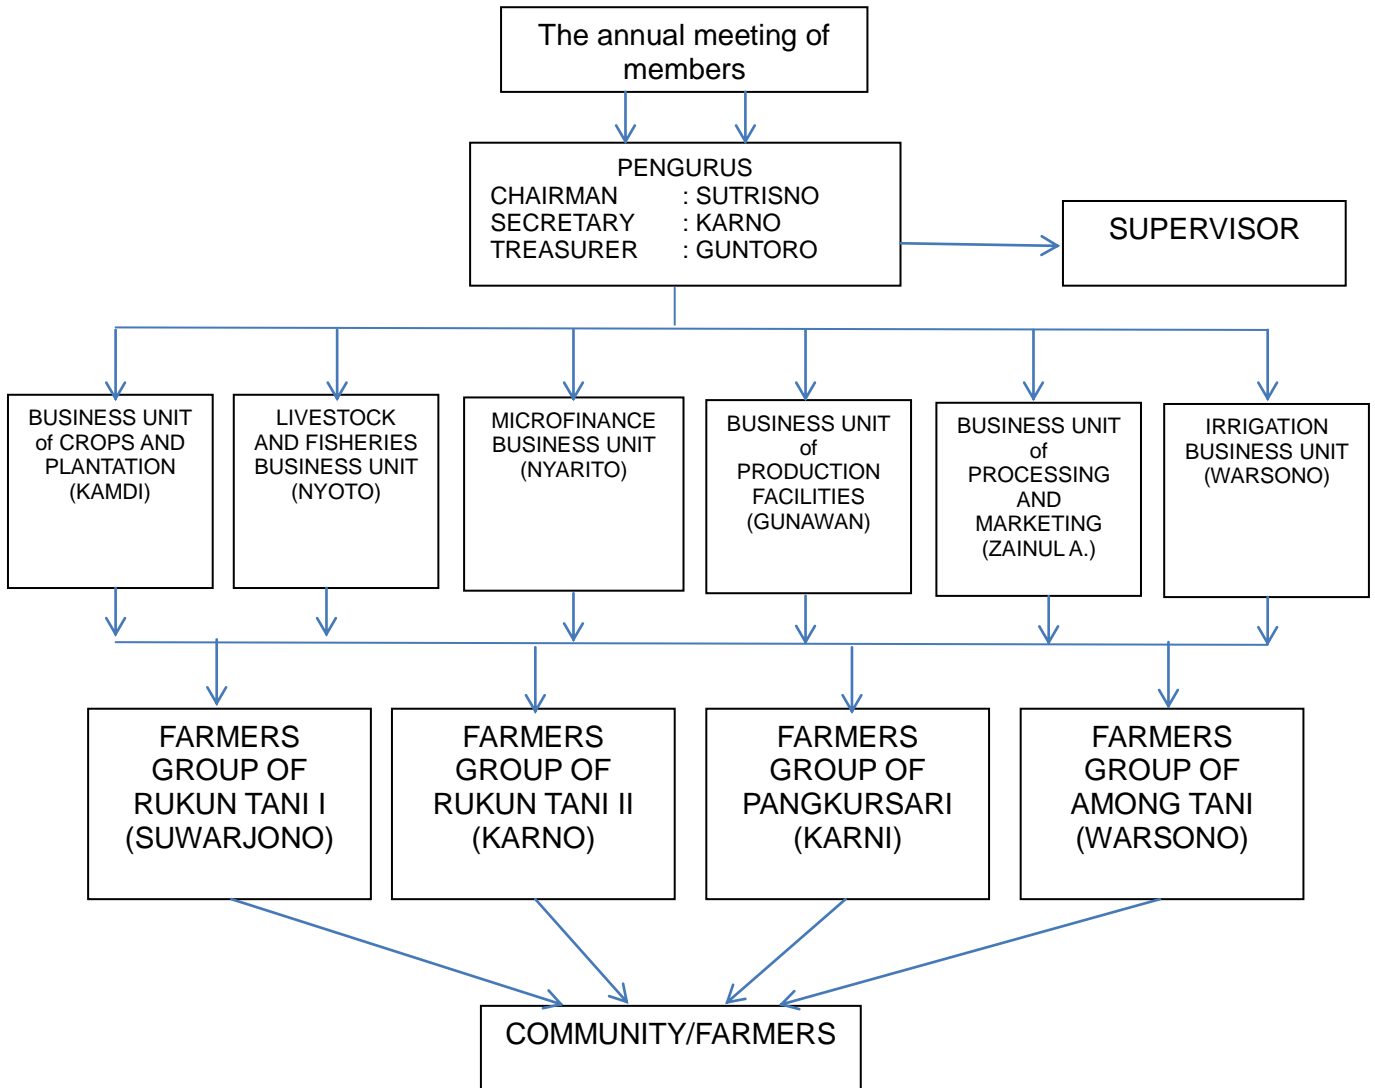 The annual meeting of
members
PENGURUS
CHAIRMAN : SUTRISNO
SECRETARY : KARNO
TREASURER : GUNTORO
SUPERVISOR
BUSINESS UNIT
of CROPS AND
PLANTATION
(KAMDI)
LIVESTOCK
AND FISHERIES
BUSINESS UNIT
(NYOTO)
MICROFINANCE
BUSINESS UNIT
(NYARITO)
BUSINESS UNIT
of
PRODUCTION
FACILITIES
(GUNAWAN)
BUSINESS UNIT
of
PROCESSING
AND
MARKETING
(ZAINUL A.)
IRRIGATION
BUSINESS UNIT
(WARSONO)
FARMERS
GROUP OF
RUKUN TANI I
(SUWARJONO)
FARMERS
GROUP OF
RUKUN TANI II
(KARNO)
FARMERS
GROUP OF
PANGKURSARI
(KARNI)
FARMERS
GROUP OF
AMONG TANI
(WARSONO)
COMMUNITY/FARMERS